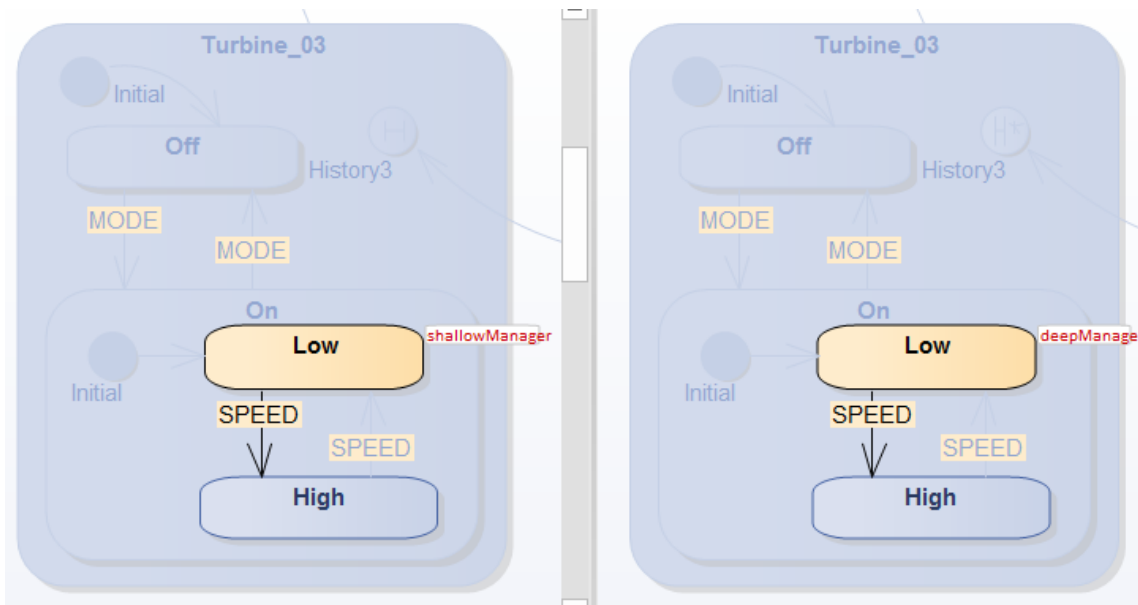 Turbine_03
Initial
Off
History3
MODE
MODE
On
Low
shallowManager
Initial
SPEED
SPEED
High
Turbine_03
Initial
Off
History3
MODE
MODE
On
Low
deepManage
Initial
SPEED
SPEED
High